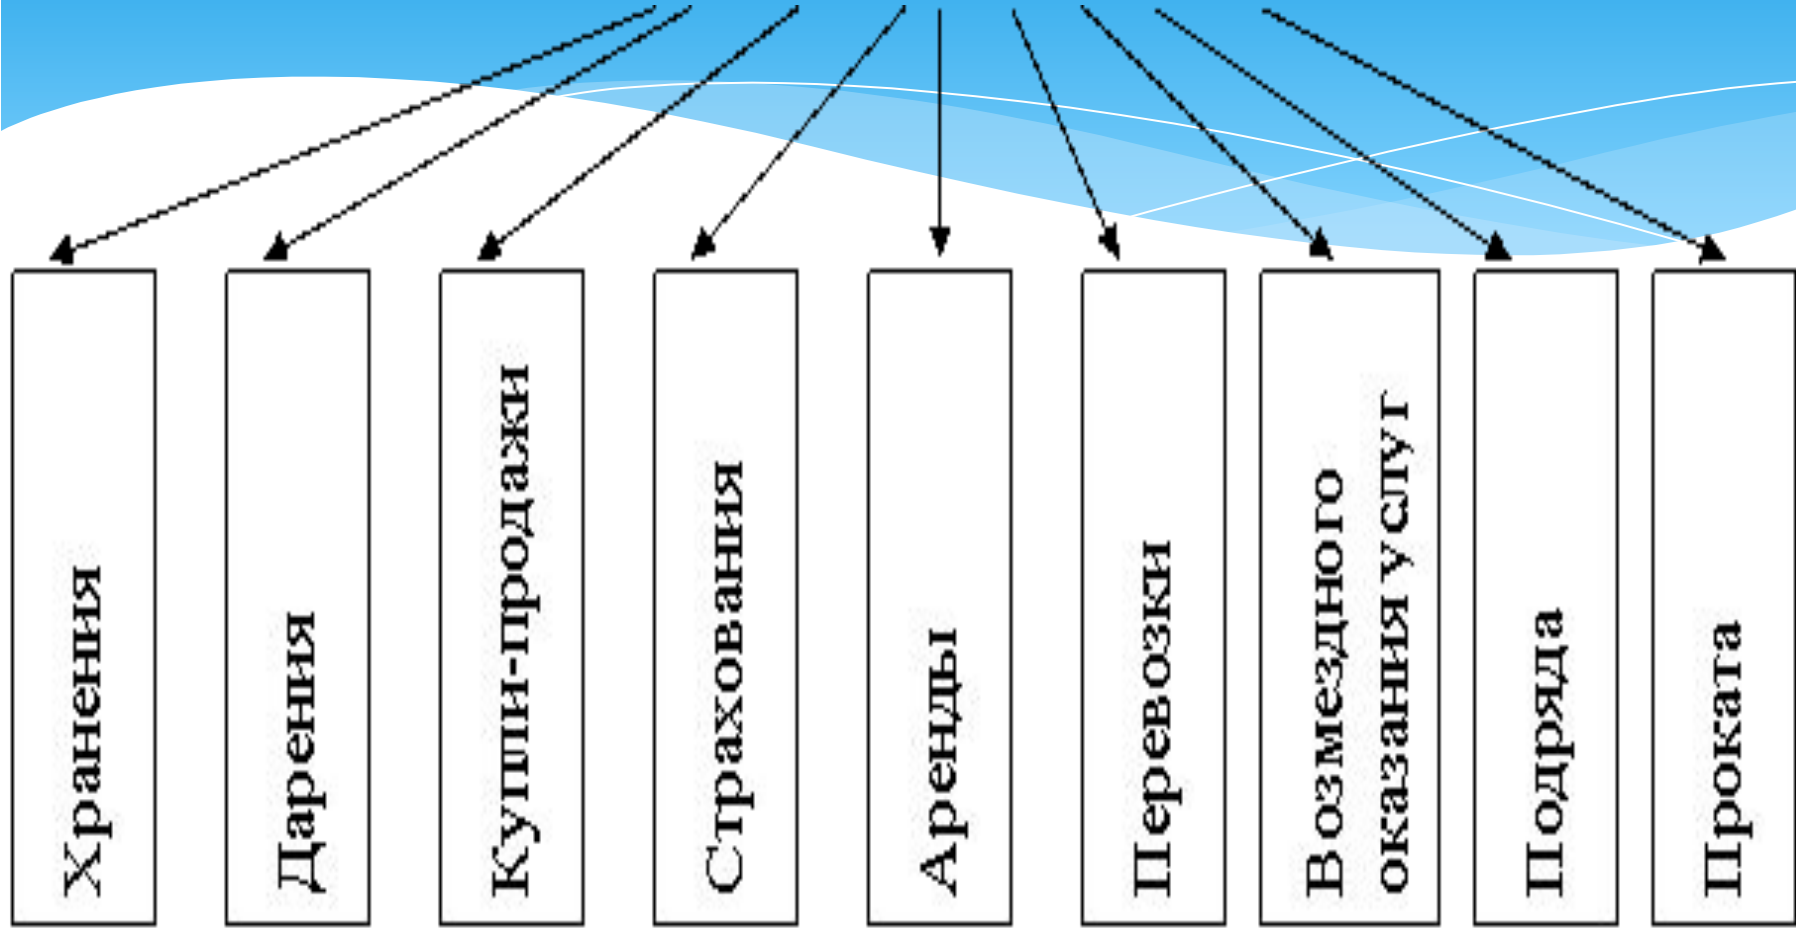 Хранения
Дарения
Купли-продажи
Страхования
Аренды
Перевозки
Возмездного
оказания услуг
Подряда
Проката